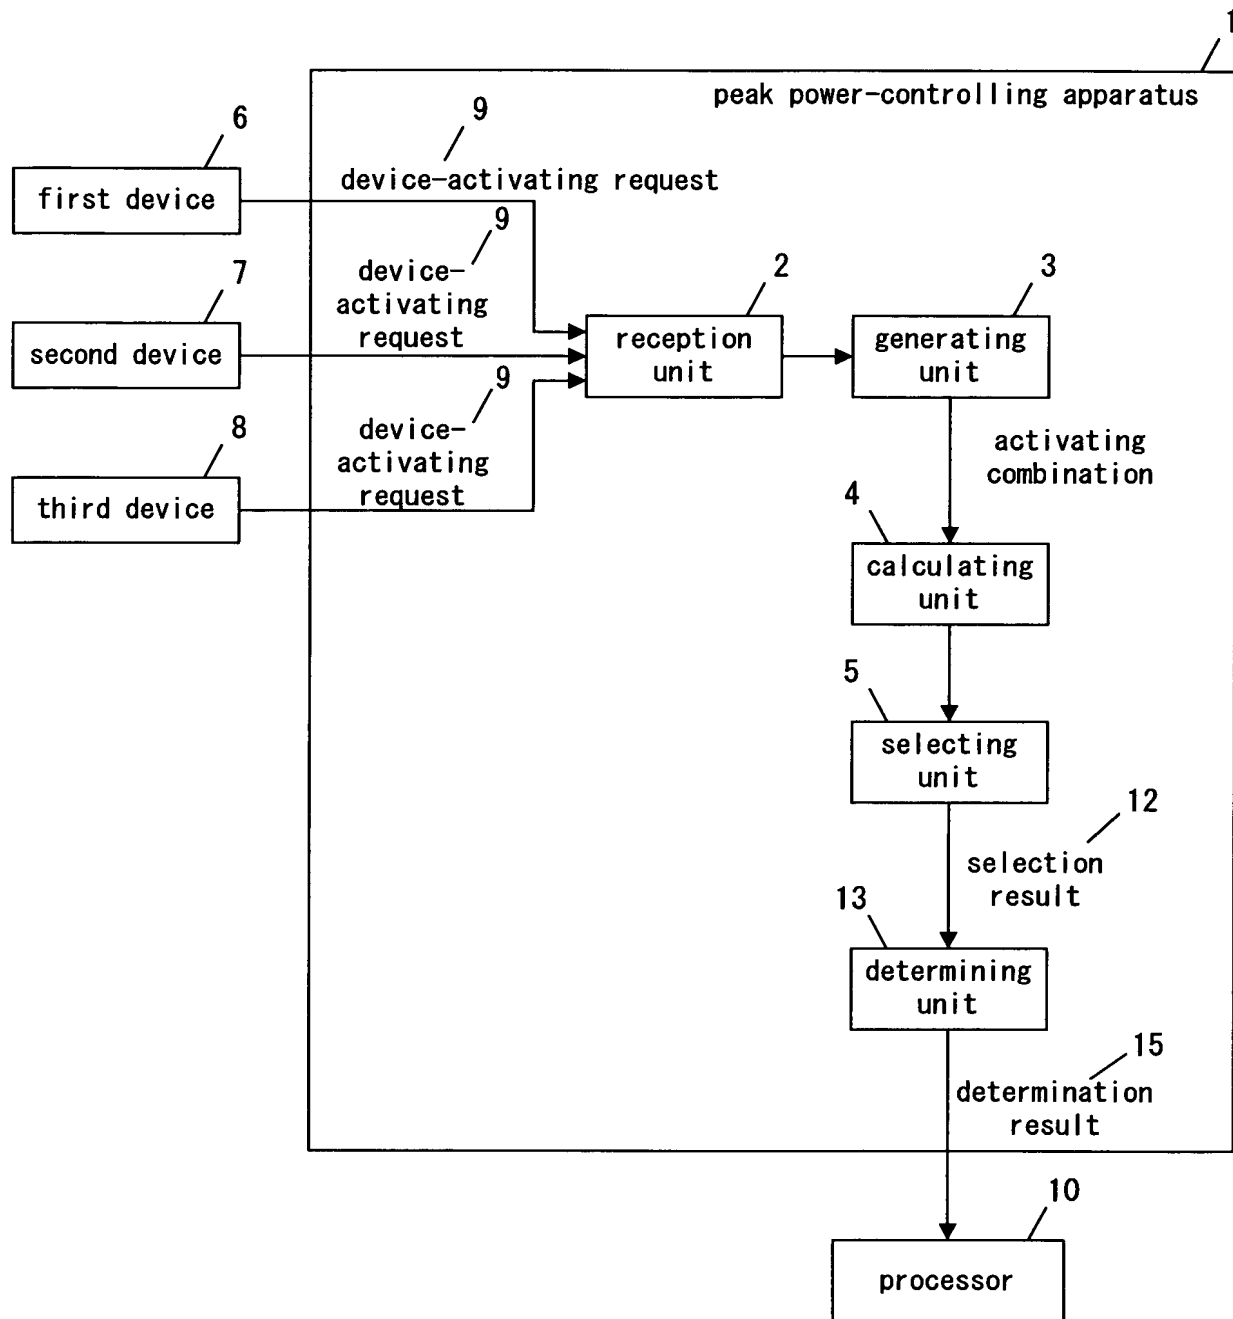 1
peak power-controlling apparatus
6
9
first device
device-activating request
7
9
device-
activating
request
second device
2
reception
unit
3
generating
unit
8
9
device-
activating
request
third device
activating
combination
4
calculating
unit
5
selecting
unit
12
selection
result
13
determining
unit
15
determination
result
10
processor